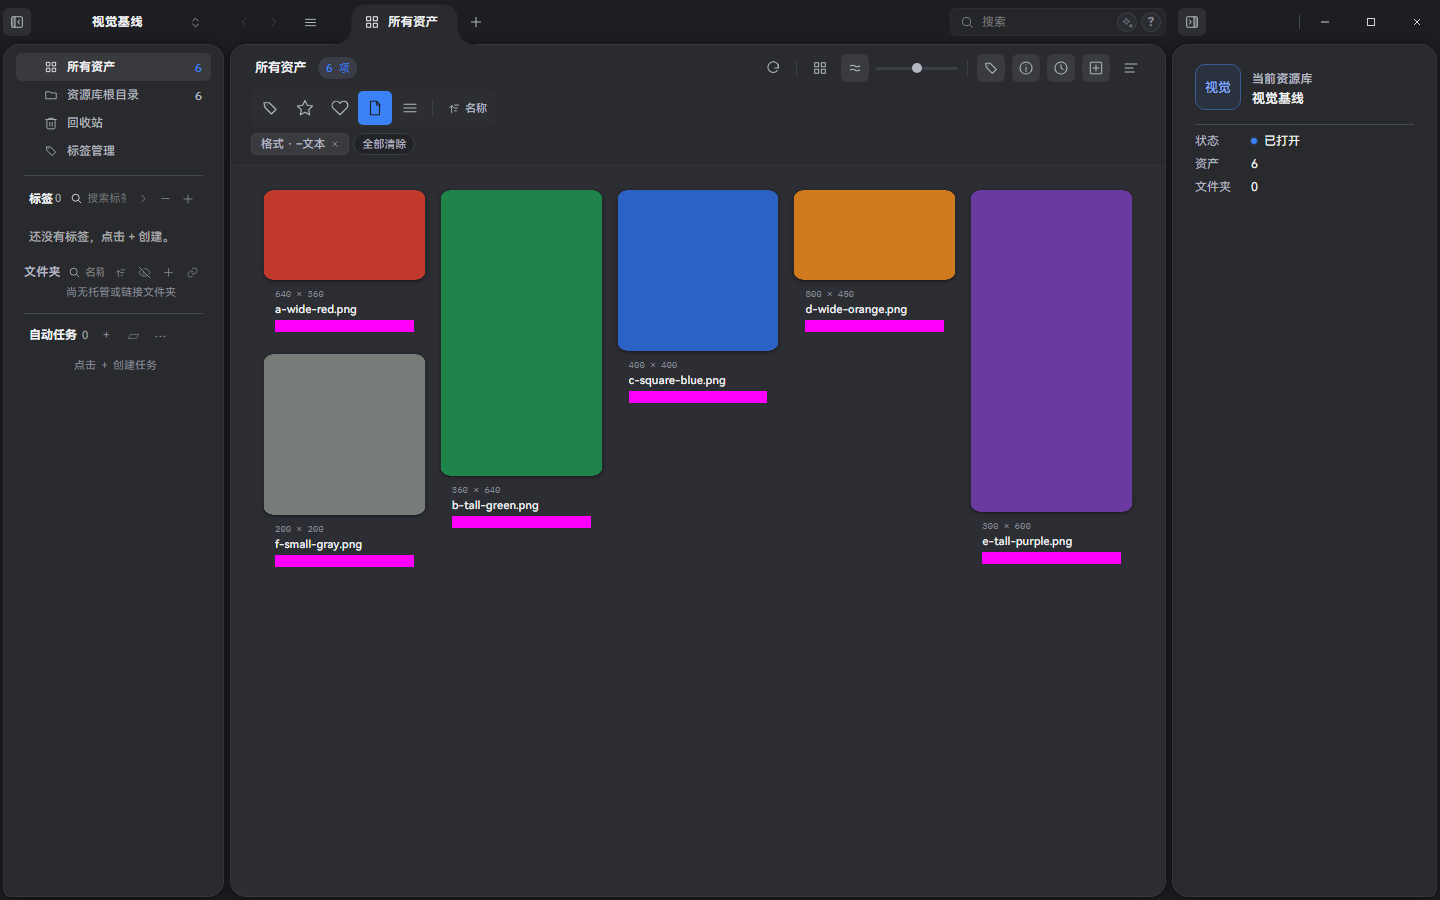 视觉基线
所有资产
搜索
?
所有资产 6
资源库根目录 6
回收站
标签管理
标签 0 搜索标签
还没有标签，点击 + 创建。
文件夹 名称
尚无托管或链接文件夹
自动任务 0 + ...
点击 + 创建任务
所有资产 6 项
名称
格式 · −文本 ×
全部清除
640 × 360
a-wide-red.png
360 × 640
b-tall-green.png
400 × 400
c-square-blue.png
800 × 450
d-wide-orange.png
300 × 600
e-tall-purple.png
200 × 200
f-small-gray.png
视觉
当前资源库
视觉基线
状态 已打开
资产 6
文件夹 0